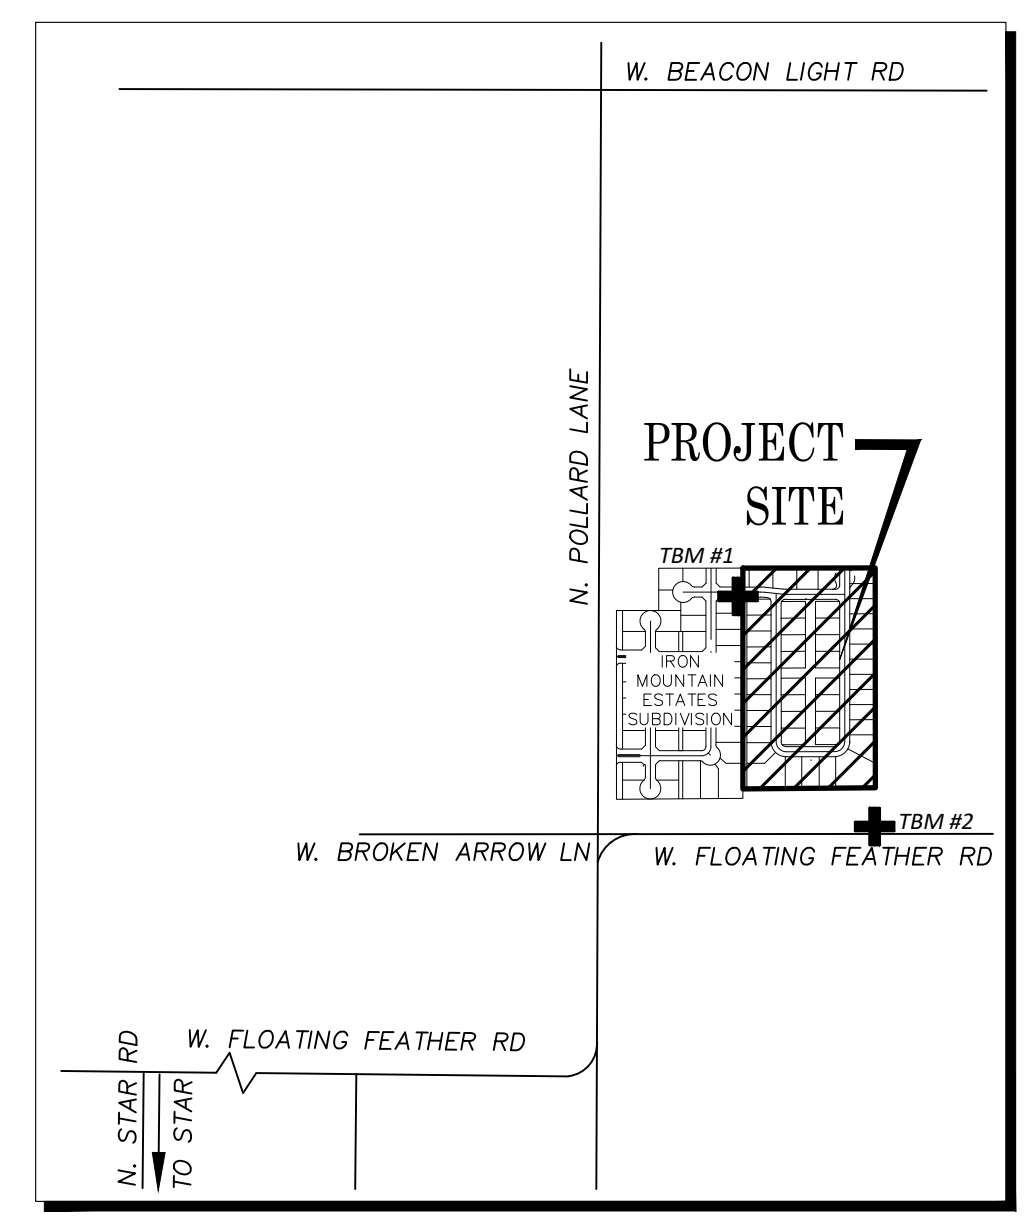 W. BEACON LIGHT RD
N. POLLARD LANE
PROJECT
SITE
TBM #1
IRON
MOUNTAIN
ESTATES
SUBDIVISION
TBM #2
W. BROKEN ARROW LN
W. FLOATING FEATHER RD
W. FLOATING FEATHER RD
N. STAR RD
TO STAR